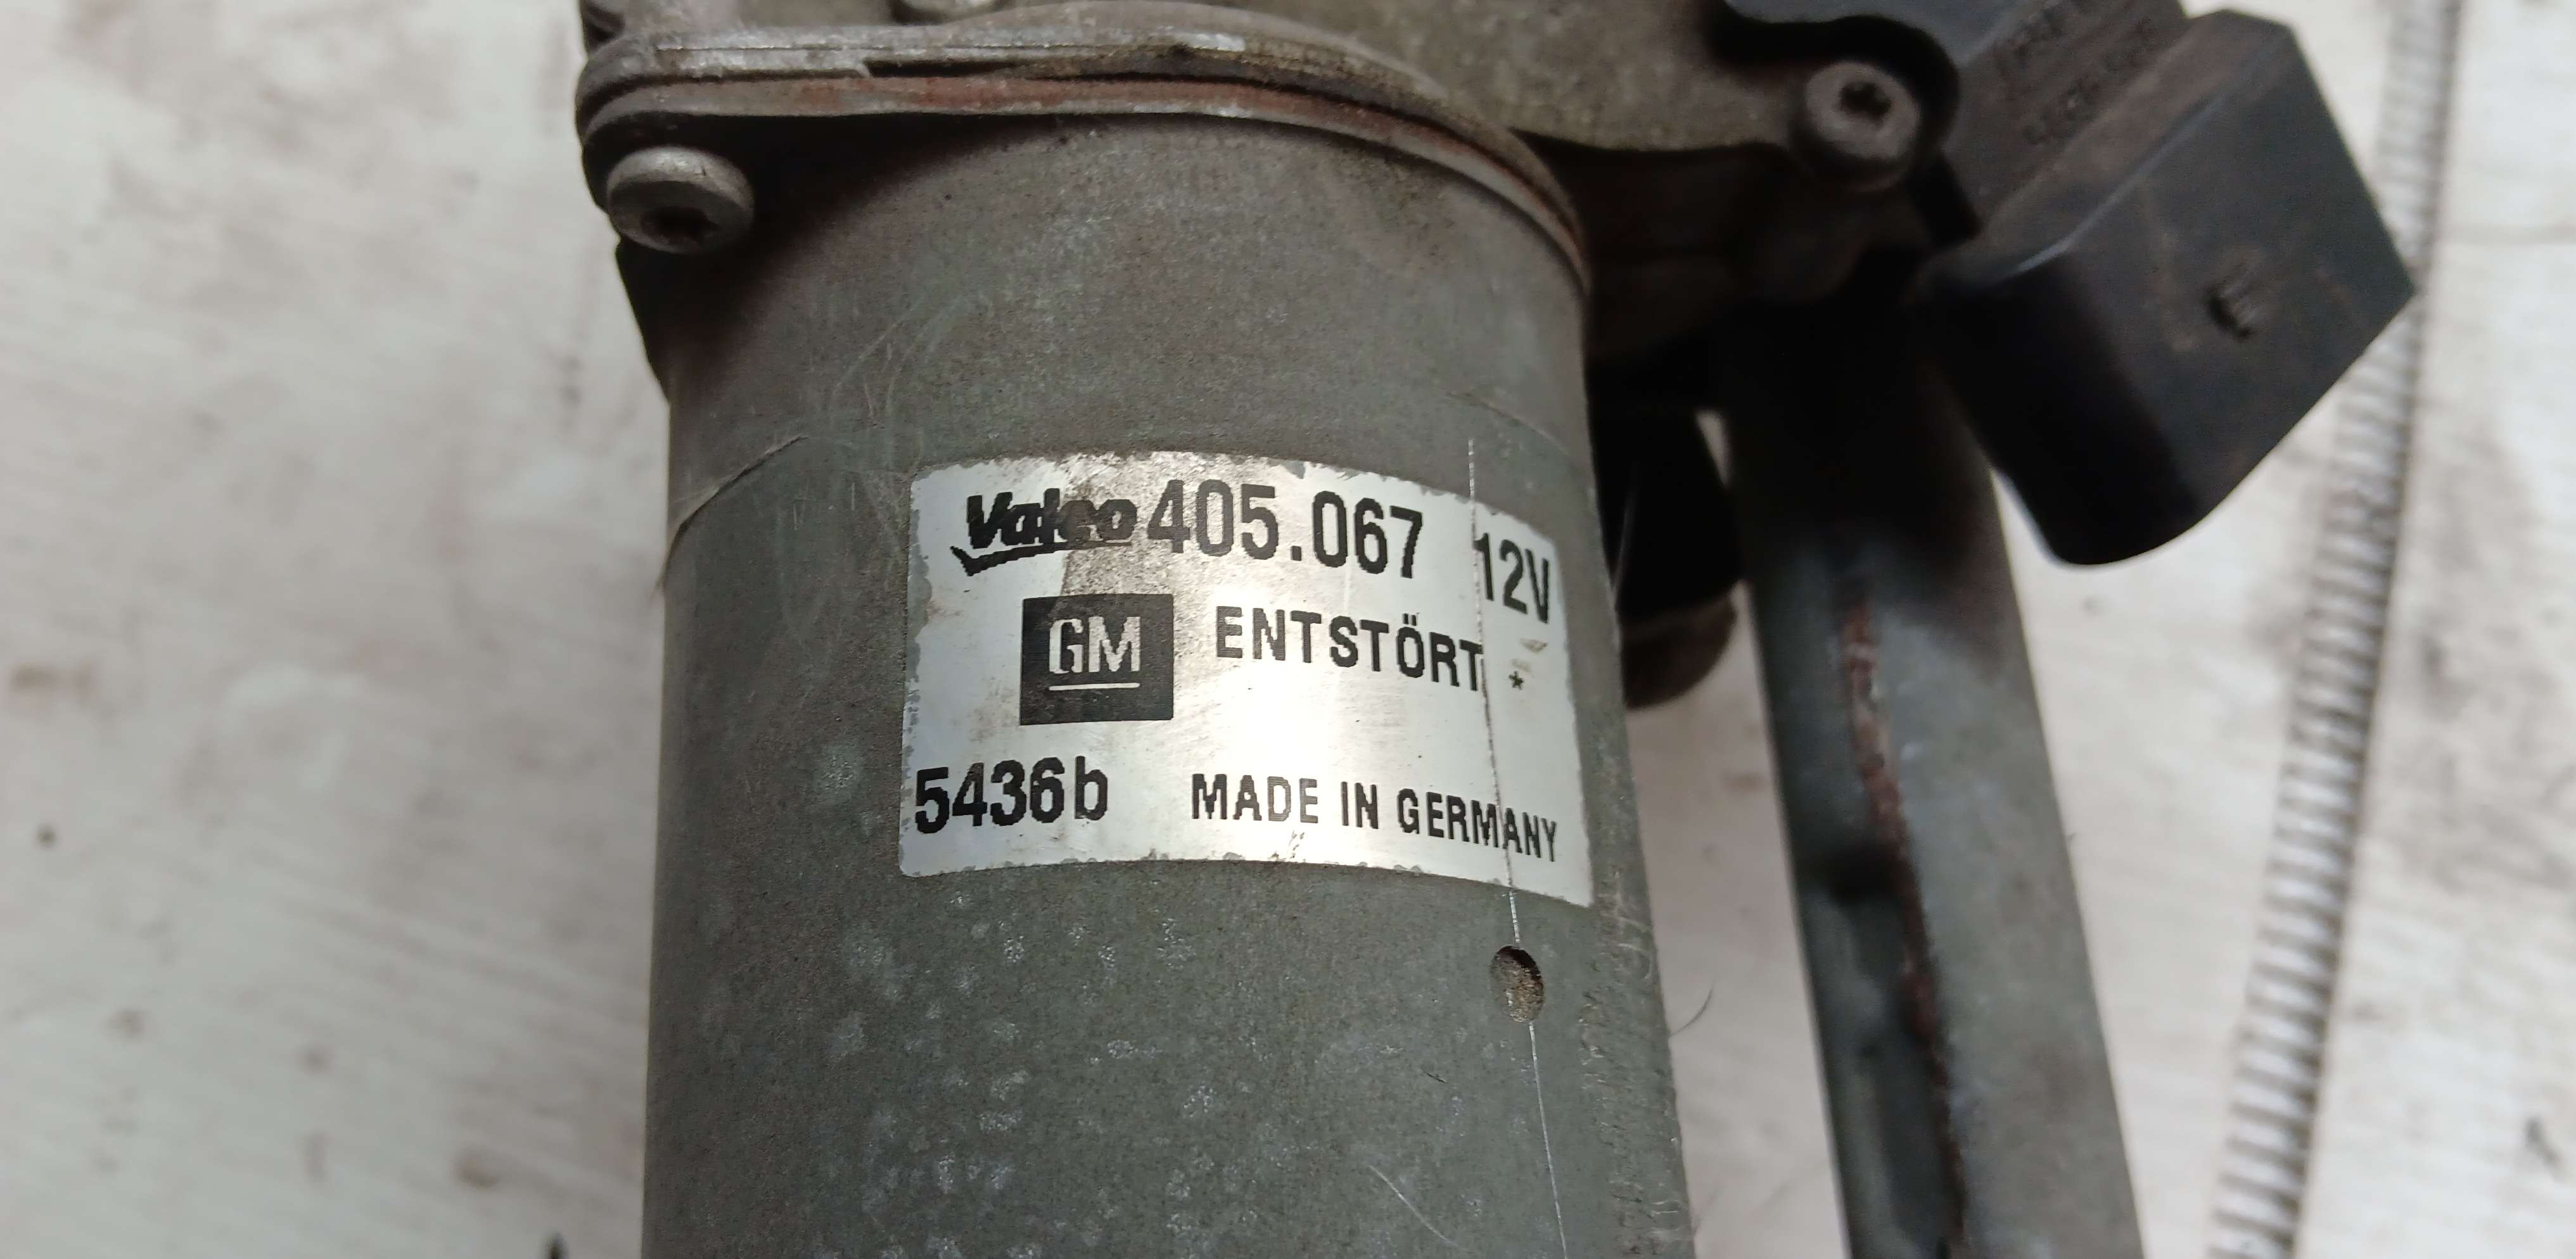 Valeo 405.067 12V
GM ENTSTÖRT *
5436b MADE IN GERMANY